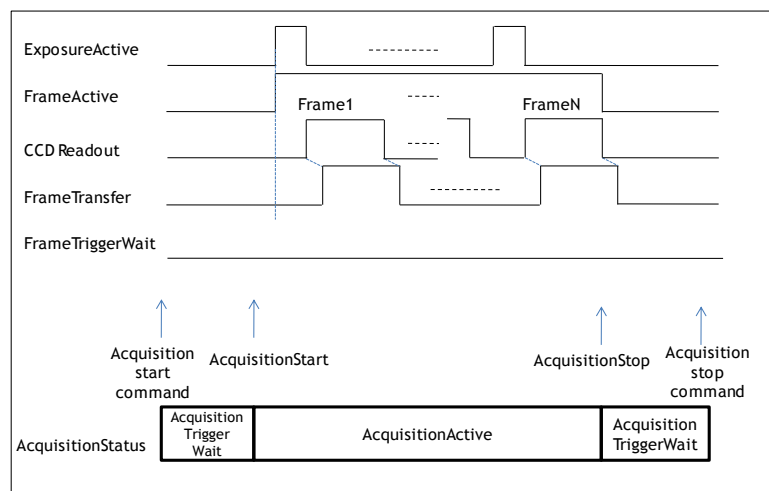 ExposureActive
FrameActive
Frame1
FrameN
CCD Readout
FrameTransfer
FrameTriggerWait
Acquisition
start
command
AcquisitionStart
AcquisitionStop
Acquisition
stop
command
AcquisitionStatus
Acquisition
Trigger
Wait
AcquisitionActive
Acquisition
TriggerWait